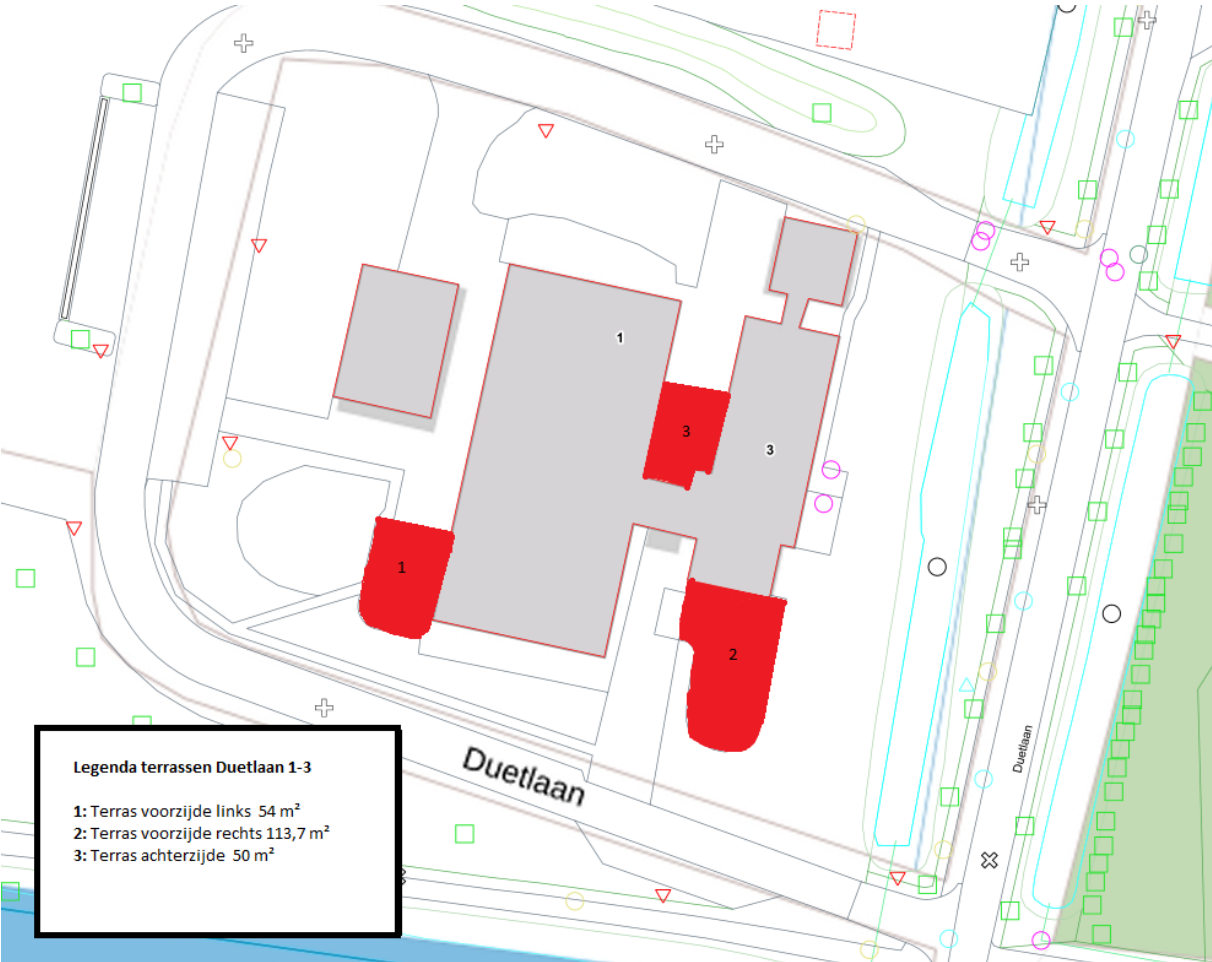 1
3
3
1
2
Duetlaan
Duetlaan
Legenda terrassen Duetlaan 1-3
1: Terras voorzijde links 54 m²
2: Terras voorzijde rechts 113,7 m²
3: Terras achterzijde 50 m²